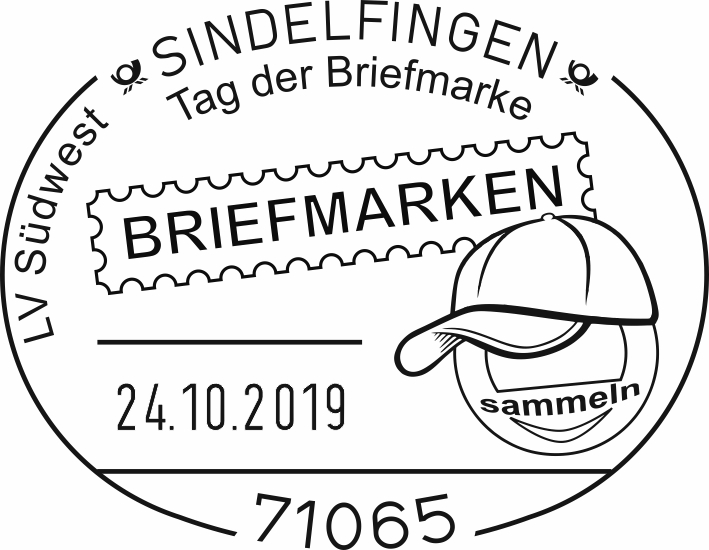 SINDELFINGEN
Tag der Briefmarke
LV Südwest
BRIEFMARKEN
sammeln
24.10.2019
71065